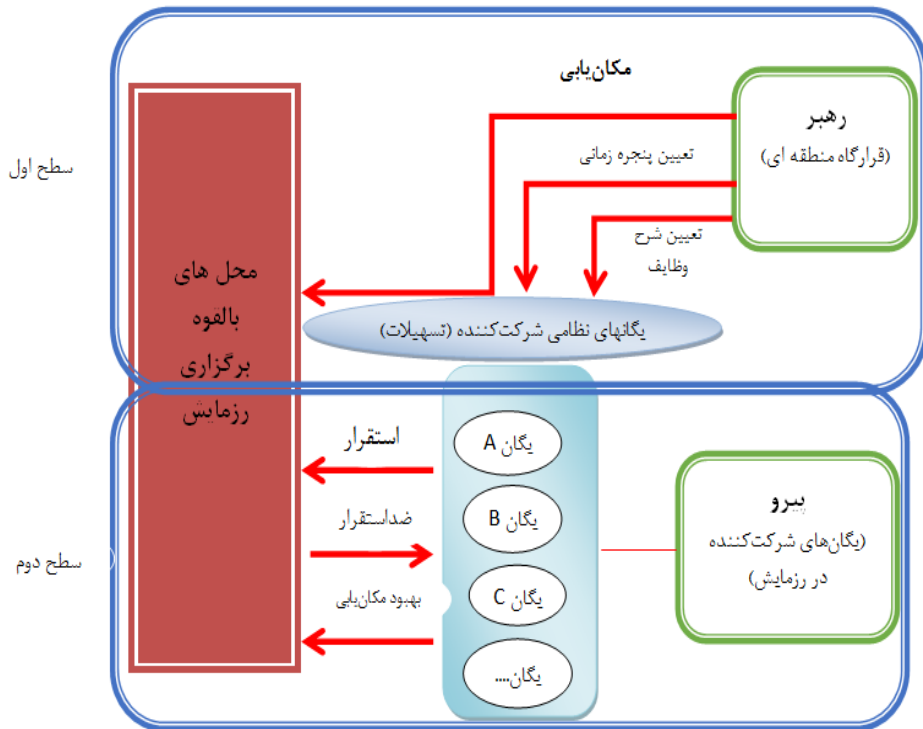 مکان‌یابی
رهبر
(قرارگاه منطقه ای)
تعیین پنجره زمانی
تعیین شرح
وظایف
سطح اول
محل های
بالقوه
برگزاری
رزمایش
یگانهای نظامی شرکت‌کننده (تسهیلات)
استقرار
یگان A
ضداستقرار
یگان B
بهبود مکان‌یابی
یگان C
یگان....
پیرو
(یگان‌های شرکت‌کننده
در رزمایش)
سطح دوم